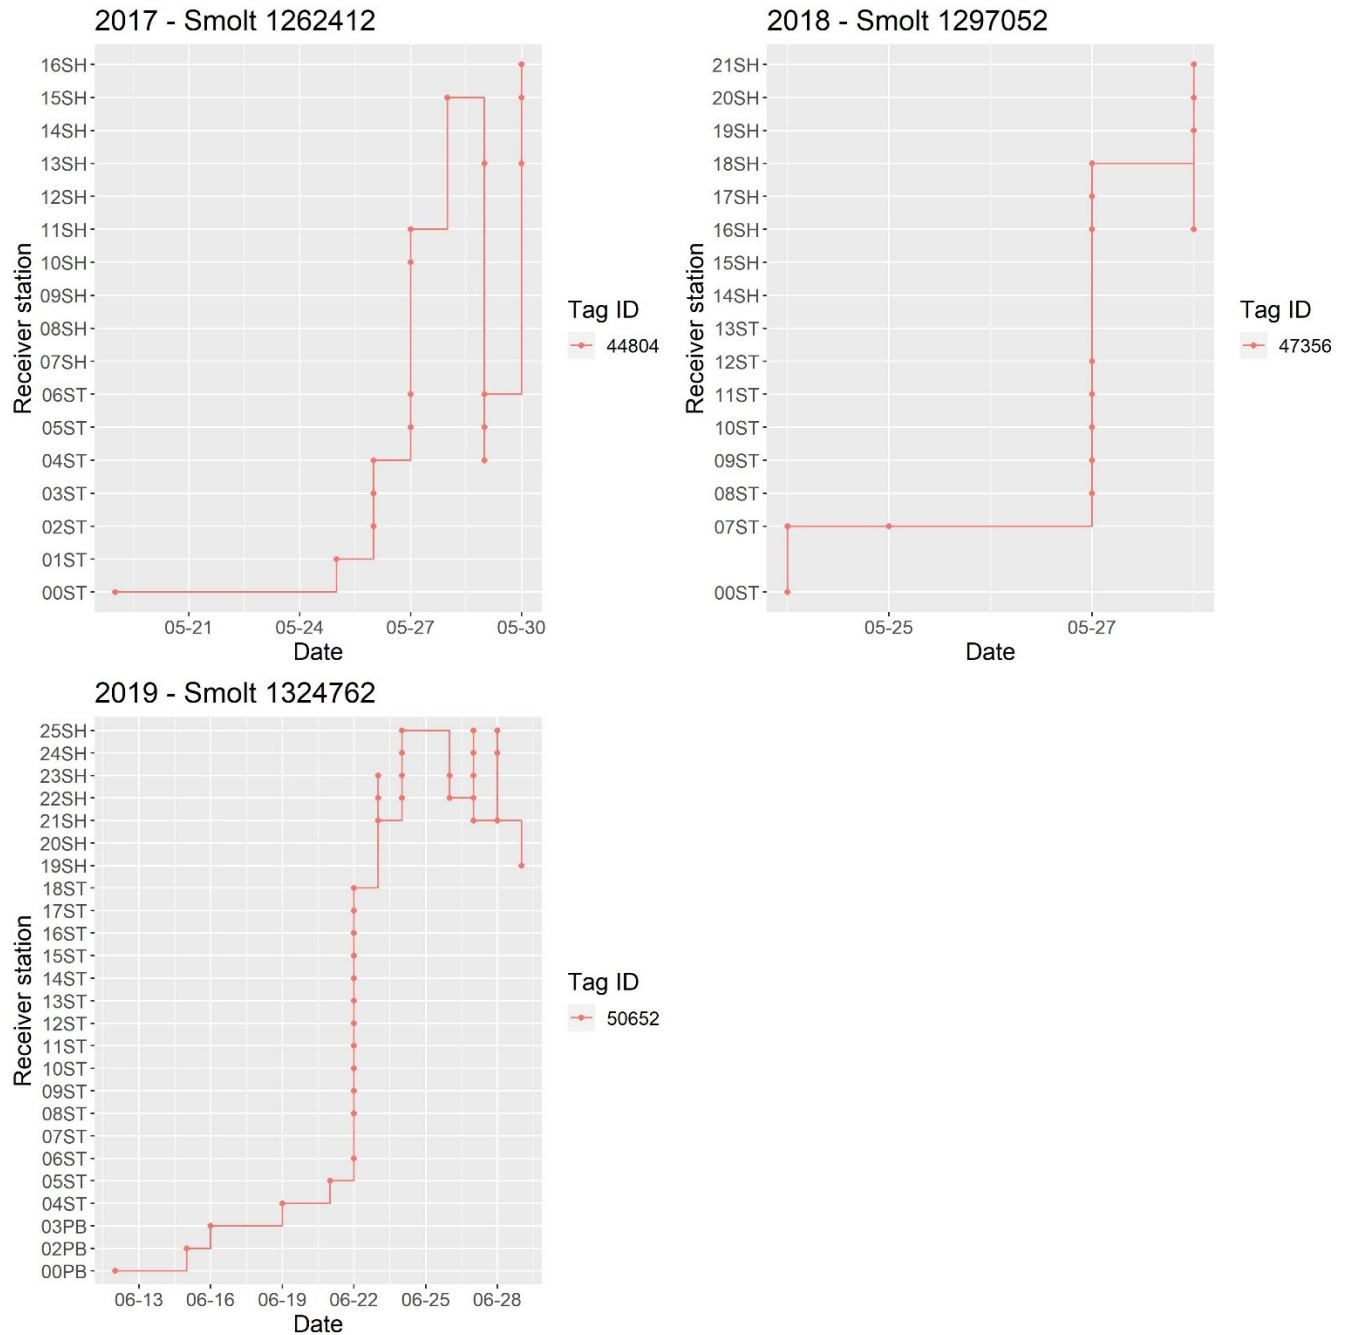 2017 - Smolt 1262412
16SH
15SH
14SH
13SH
12SH
11SH
10SH
09SH
08SH
07SH
06ST
05ST
04ST
03ST
02ST
01ST
00ST
Receiver station
05-21 05-24 05-27 05-30
Date
Tag ID
44804
2018 - Smolt 1297052
21SH
20SH
19SH
18SH
17SH
16SH
15SH
14SH
13ST
12ST
11ST
10ST
09ST
08ST
07ST
00ST
Receiver station
05-25 05-27
Date
Tag ID
47356
2019 - Smolt 1324762
25SH
24SH
23SH
22SH
21SH
20SH
19SH
18ST
17ST
16ST
15ST
14ST
13ST
12ST
11ST
10ST
09ST
08ST
07ST
06ST
05ST
04ST
03PB
02PB
00PB
Receiver station
06-13 06-16 06-19 06-22 06-25 06-28
Date
Tag ID
50652